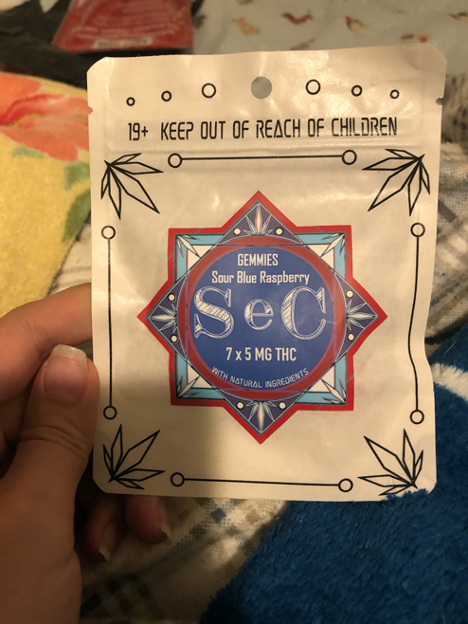 19+ KEEP OUT OF REACH OF CHILDREN
GEMMIES
Sour Blue Raspberry
SeC
7 x 5 MG THC
WITH NATURAL INGREDIENTS